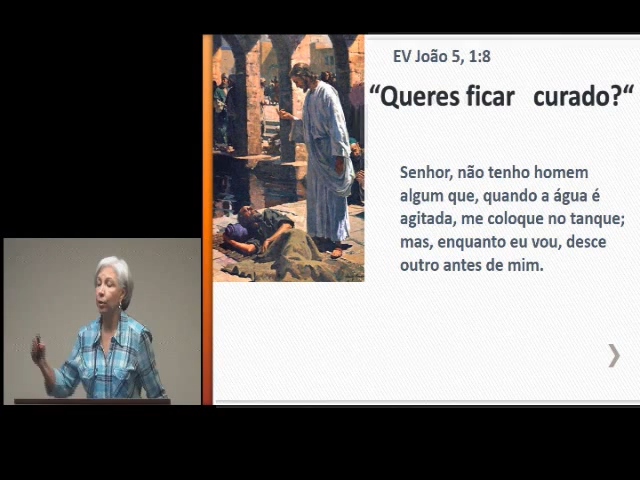 EV João 5, 1:8
“Queres ficar curado?“
Senhor, não tenho homem
algum que, quando a água é
agitada, me coloque no tanque;
mas, enquanto eu vou, desce
outro antes de mim.